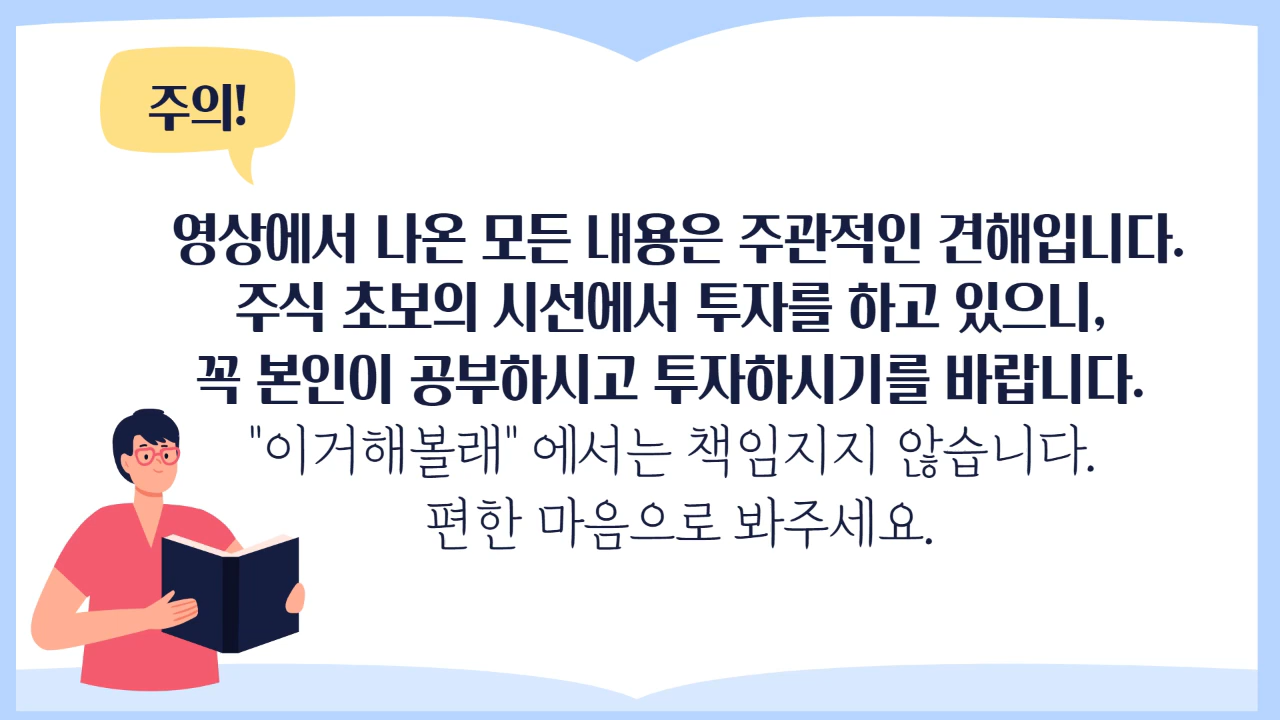 주의!
영상에서 나온 모든 내용은 주관적인 견해입니다.
주식 초보의 시선에서 투자를 하고 있으니,
꼭 본인이 공부하시고 투자하시기를 바랍니다.
"이거해볼래" 에서는 책임지지 않습니다.
편한 마음으로 봐주세요.